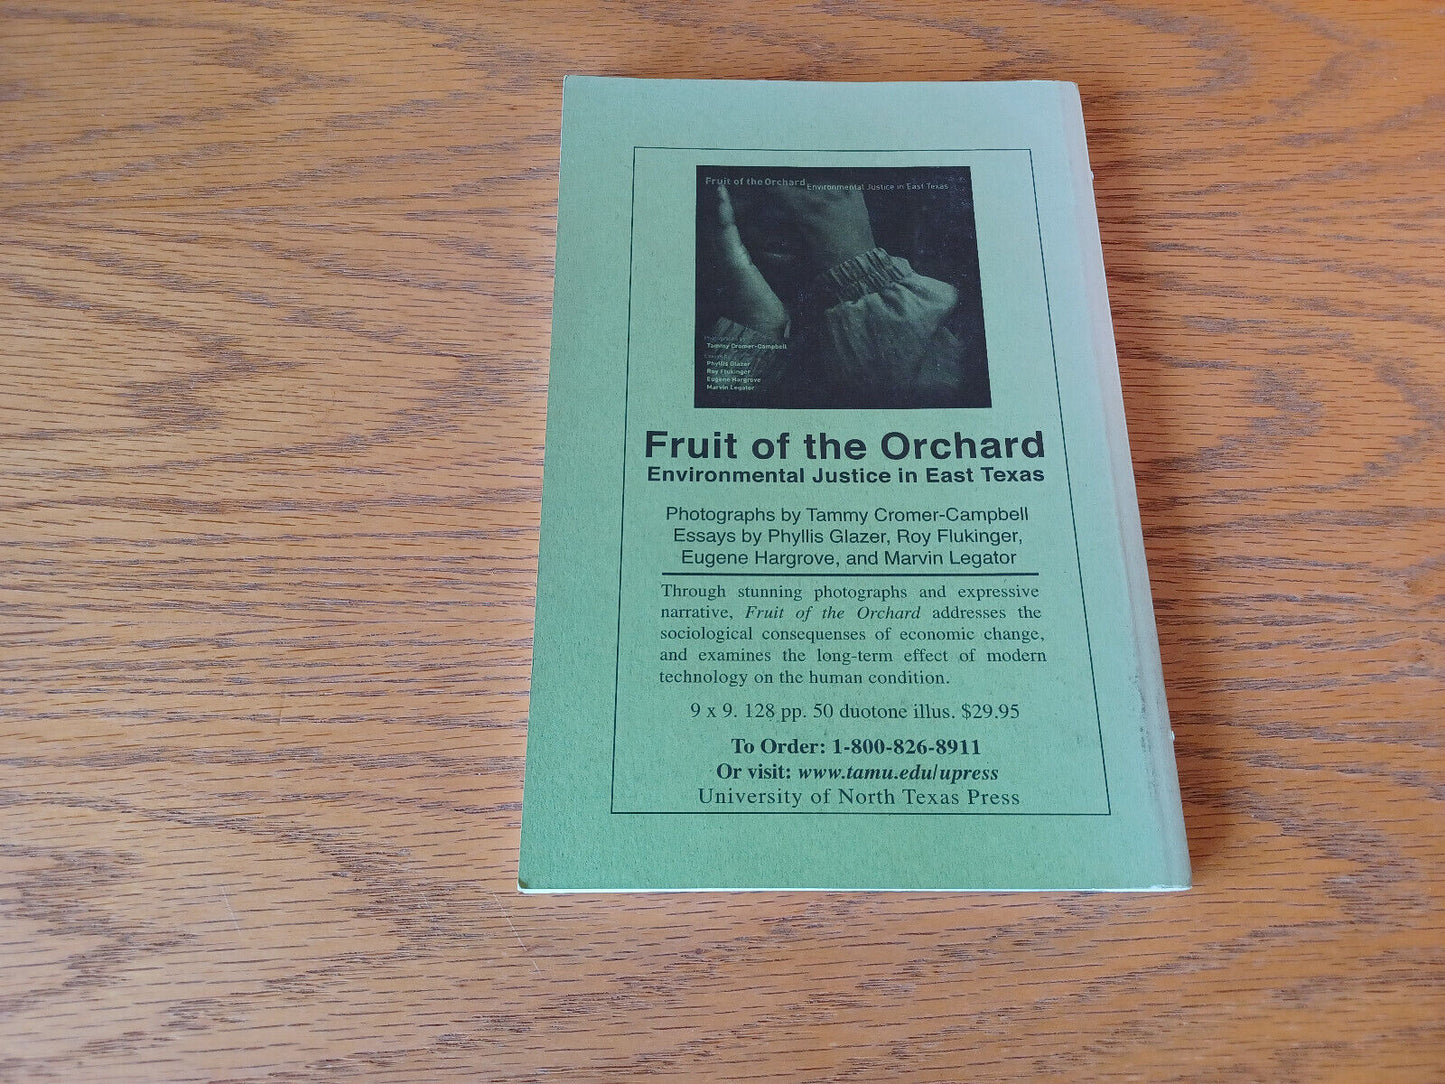 Fruit of the Orchard Environmental Justice in East Texas
Photographs by
Tammy Cromer-Campbell
Essays by
Phyllis Glazer
Roy Flukinger
Eugene Hargrove
Marvin Legator
Fruit of the Orchard
Environmental Justice in East Texas
Photographs by Tammy Cromer-Campbell
Essays by Phyllis Glazer, Roy Flukinger,
Eugene Hargrove, and Marvin Legator
Through stunning photographs and expressive
narrative, Fruit of the Orchard addresses the
sociological consequenses of economic change,
and examines the long-term effect of modern
technology on the human condition.
9 x 9. 128 pp. 50 duotone illus. $29.95
To Order: 1-800-826-8911
Or visit: www.tamu.edu/upress
University of North Texas Press